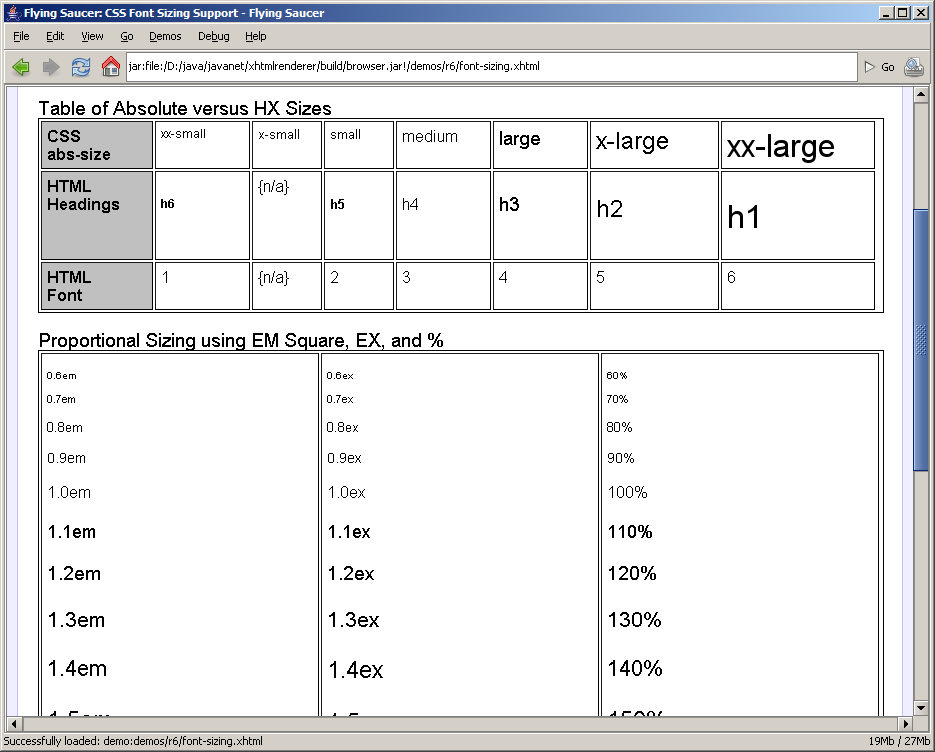 Flying Saucer: CSS Font Sizing Support - Flying Saucer
File Edit View Go Demos Debug Help
jar:file:/D:/java/javanet/xhtmlrenderer/build/browser.jar!/demos/r6/font-sizing.xhtml Go
Table of Absolute versus HX Sizes
CSS abs-size xx-small x-small small medium large x-large xx-large
HTML Headings h6 {n/a} h5 h4 h3 h2 h1
HTML Font 1 {n/a} 2 3 4 5 6
Proportional Sizing using EM Square, EX, and %
0.6em 0.6ex 60%
0.7em 0.7ex 70%
0.8em 0.8ex 80%
0.9em 0.9ex 90%
1.0em 1.0ex 100%
1.1em 1.1ex 110%
1.2em 1.2ex 120%
1.3em 1.3ex 130%
1.4em 1.4ex 140%
Successfully loaded: demo:demos/r6/font-sizing.xhtml 19Mb / 27Mb